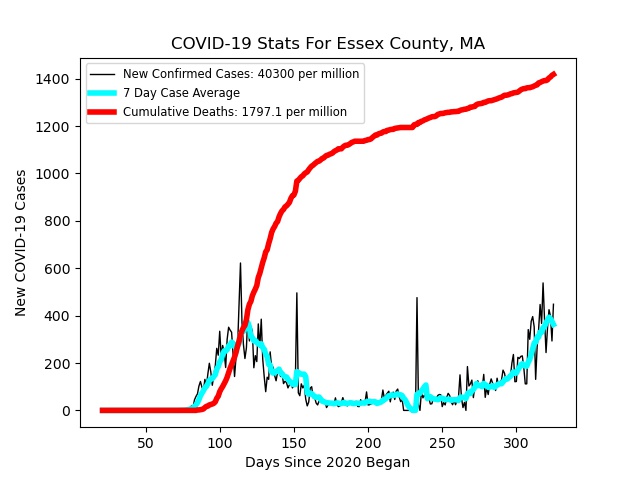 COVID-19 Stats For Essex County, MA
New Confirmed Cases: 40300 per million
7 Day Case Average
Cumulative Deaths: 1797.1 per million
New COVID-19 Cases
1400
1200
1000
800
600
400
200
0
50 100 150 200 250 300
Days Since 2020 Began